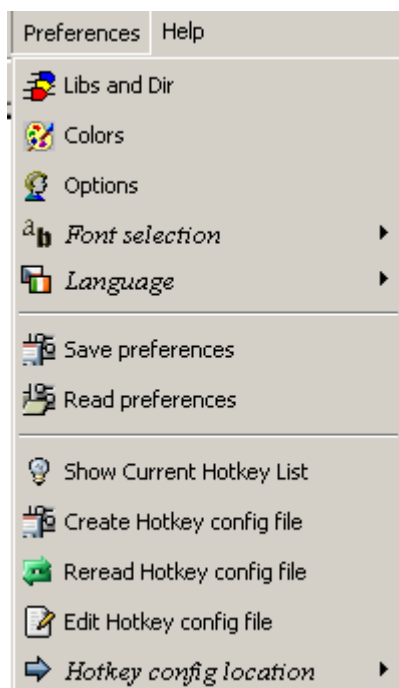 Preferences Help
Libs and Dir
Colors
Options
ab Font selection
Language
Save preferences
Read preferences
Show Current Hotkey List
Create Hotkey config file
Reread Hotkey config file
Edit Hotkey config file
Hotkey config location